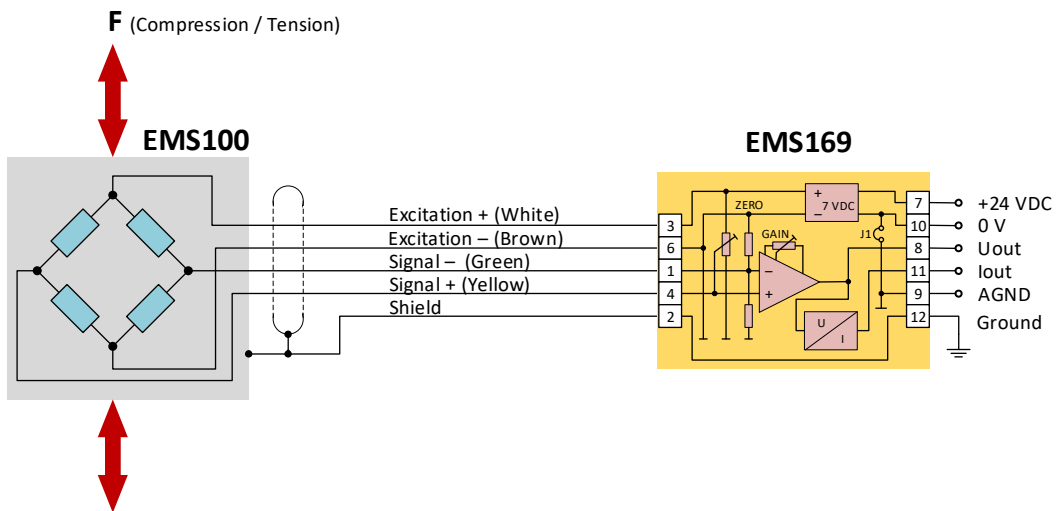 F (Compression / Tension)
EMS100
EMS169
Excitation + (White)
Excitation – (Brown)
Signal – (Green)
Signal + (Yellow)
Shield
3
6
1
4
2
ZERO
GAIN
+
7 VDC
–
J1
–
+
U
I
7
10
8
11
9
12
+24 VDC
0 V
Uout
Iout
AGND
Ground